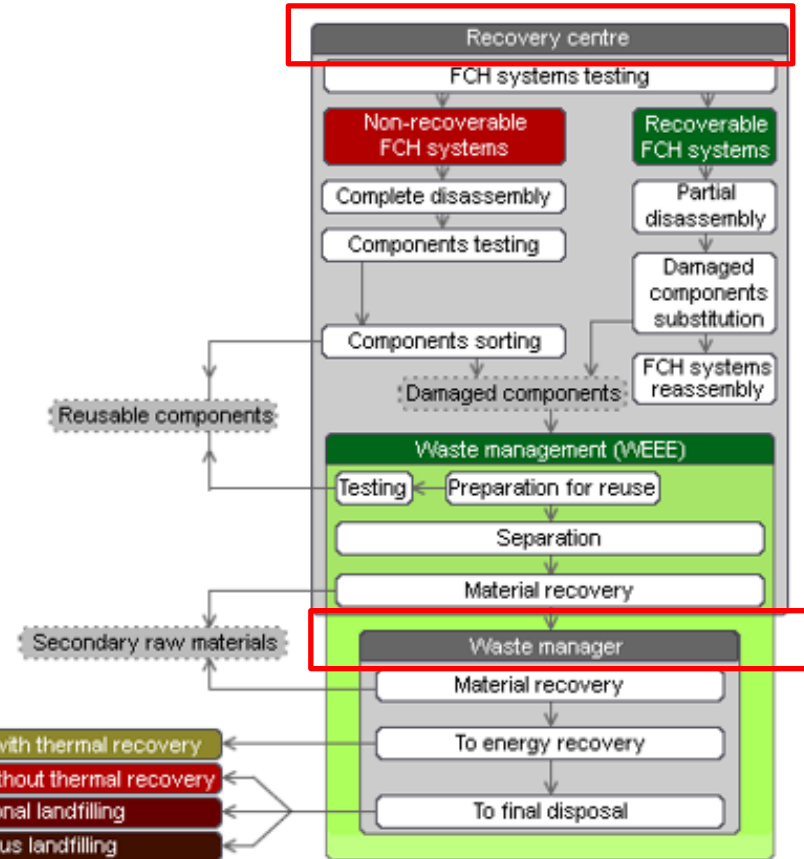 Recovery centre
FCH systems testing
Non-recoverable
FCH systems
Recoverable
FCH systems
Complete disassembly
Partial
disassembly
Components testing
Damaged
components
substitution
Components sorting
FCH systems
reassembly
Damaged components
Reusable components
Waste management (WEEE)
Testing
Preparation for reuse
Separation
Material recovery
Secondary raw materials
Waste manager
Material recovery
with thermal recovery
To energy recovery
thermal recovery
To final disposal
landfilling
landfilling